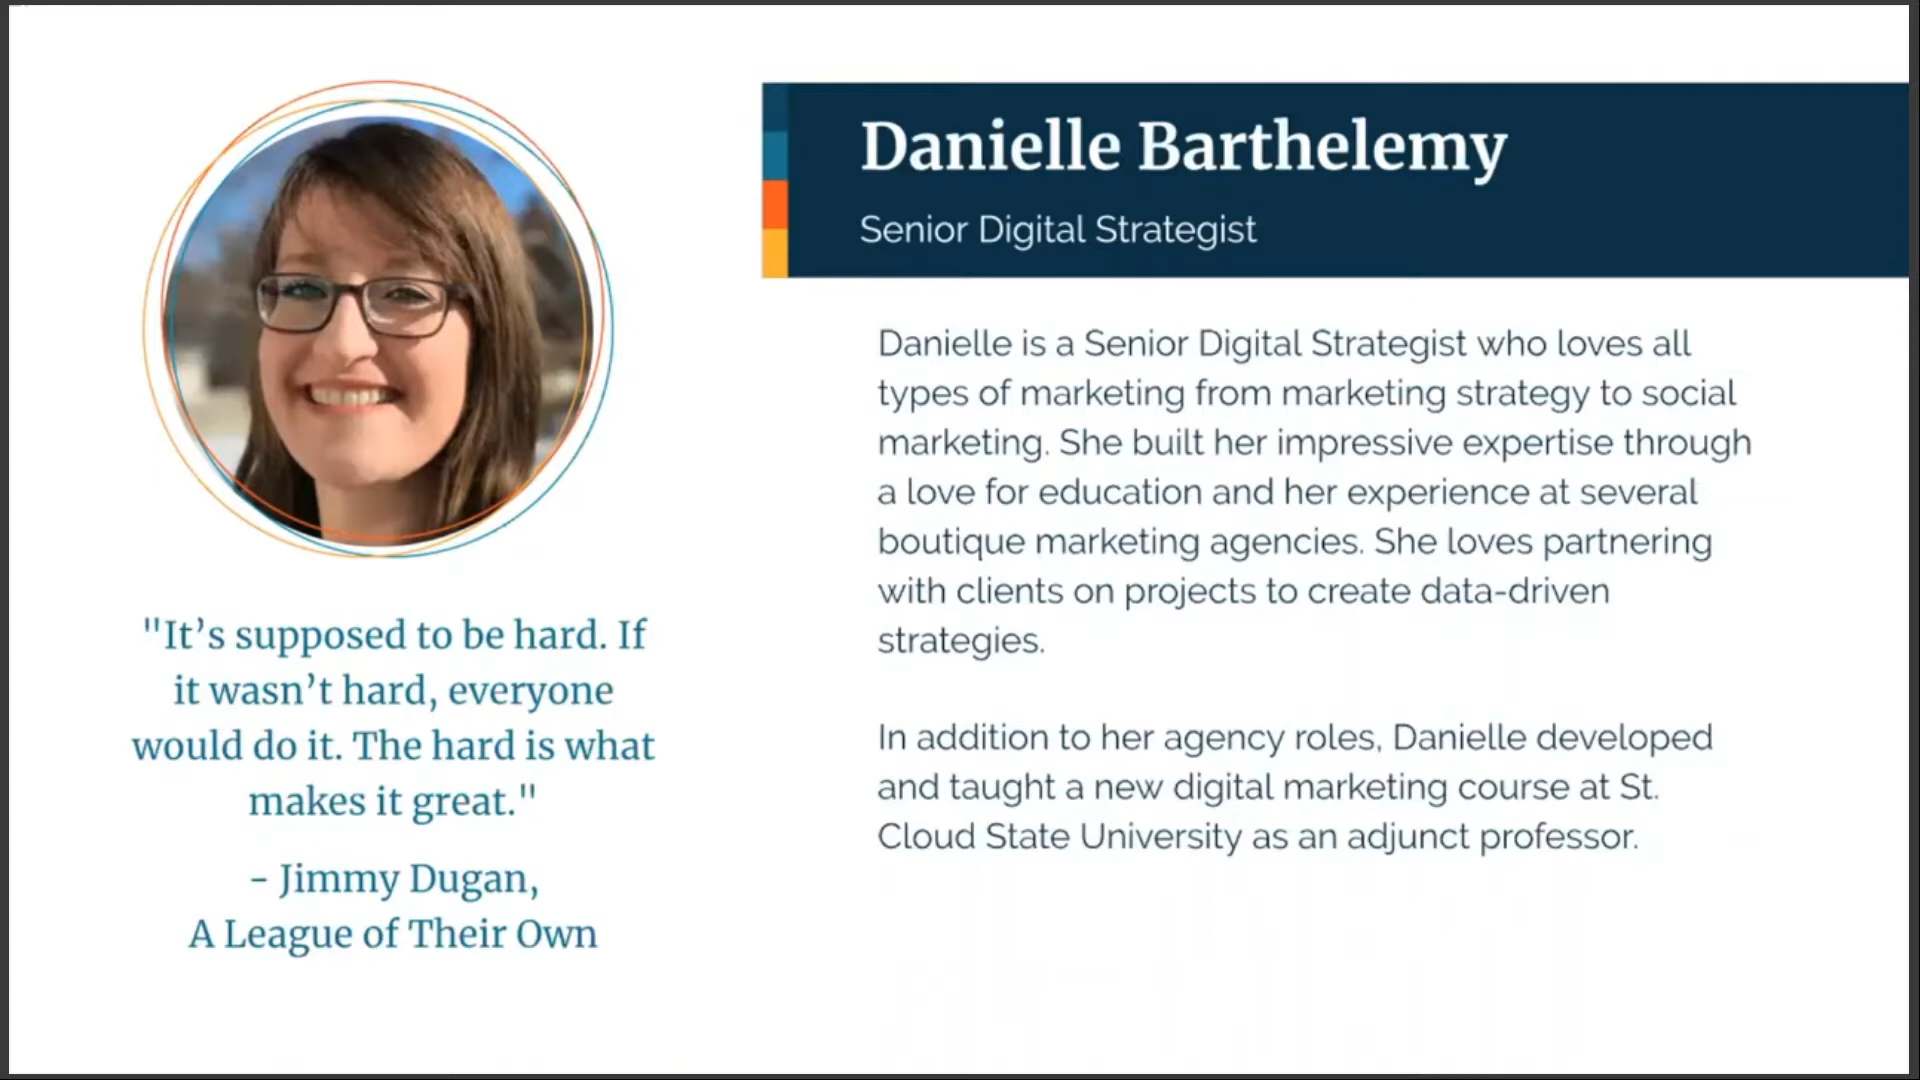 Danielle Barthelemy
Senior Digital Strategist
Danielle is a Senior Digital Strategist who loves all
types of marketing from marketing strategy to social
marketing. She built her impressive expertise through
a love for education and her experience at several
boutique marketing agencies. She loves partnering
with clients on projects to create data-driven
strategies.
In addition to her agency roles, Danielle developed
and taught a new digital marketing course at St.
Cloud State University as an adjunct professor.
"It’s supposed to be hard. If
it wasn’t hard, everyone
would do it. The hard is what
makes it great."
- Jimmy Dugan,
A League of Their Own